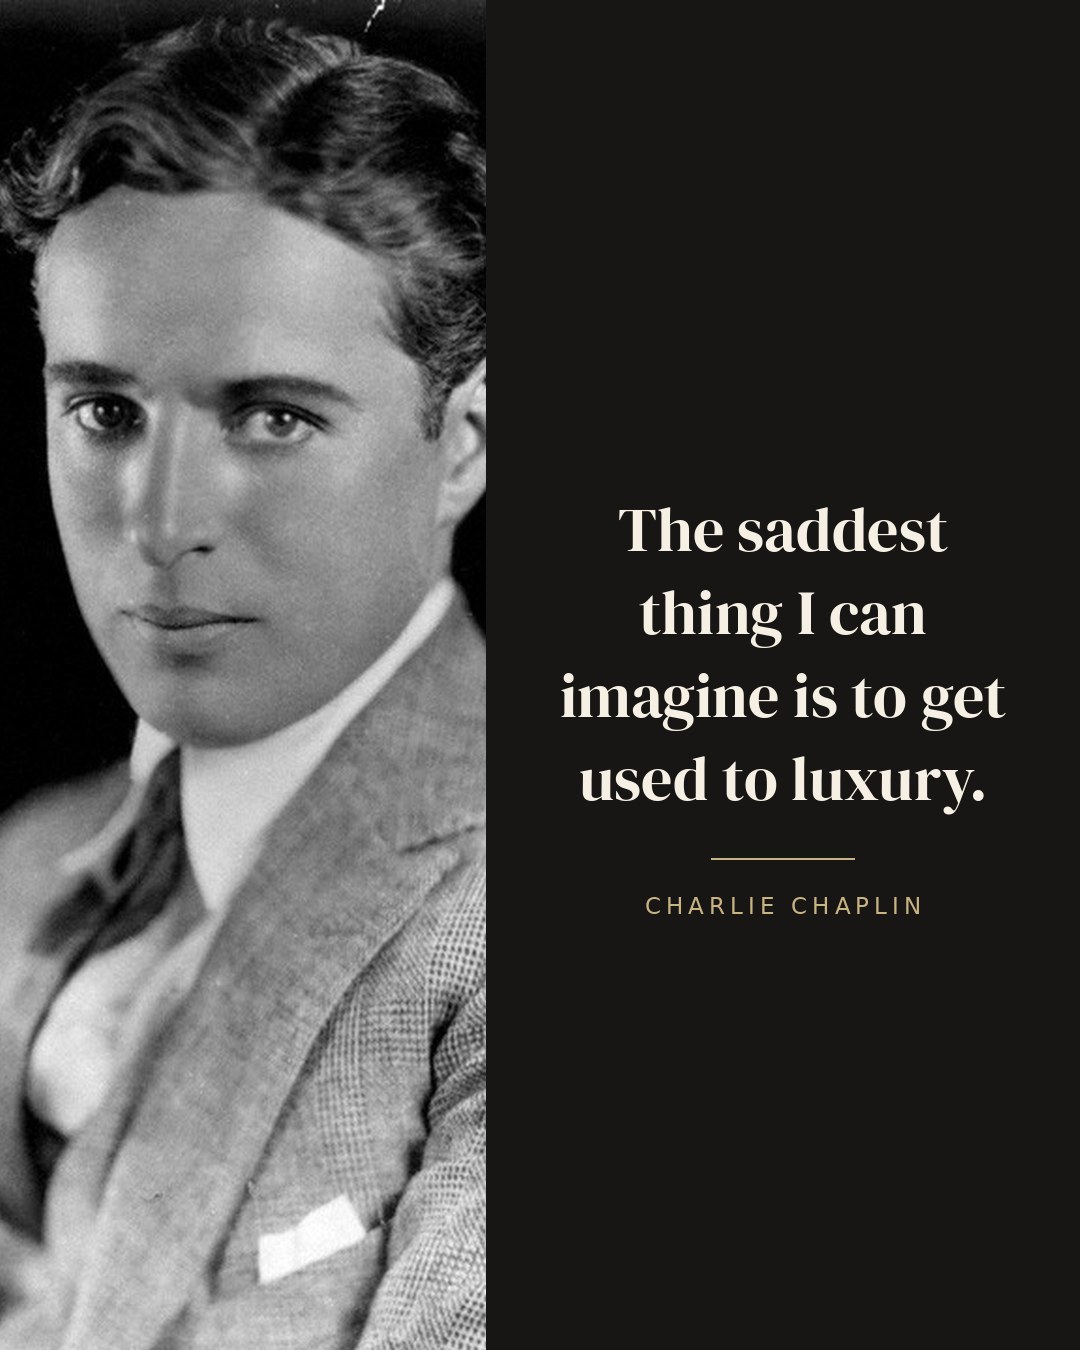 The saddest
thing I can
imagine is to get
used to luxury.
CHARLIE CHAPLIN